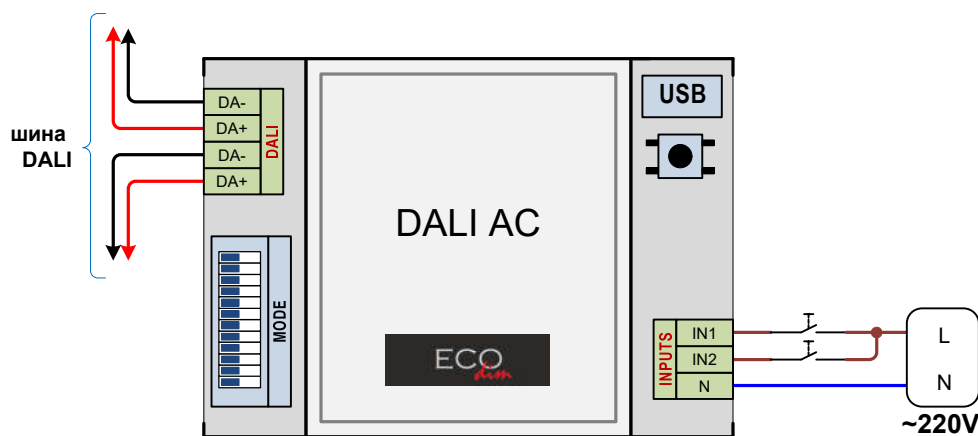 шина
DALI
DA-
DA+
DA-
DA+
DALI
MODE
DALI AC
ECO
dim
USB
INPUTS
IN1
IN2
N
L
N
~220V